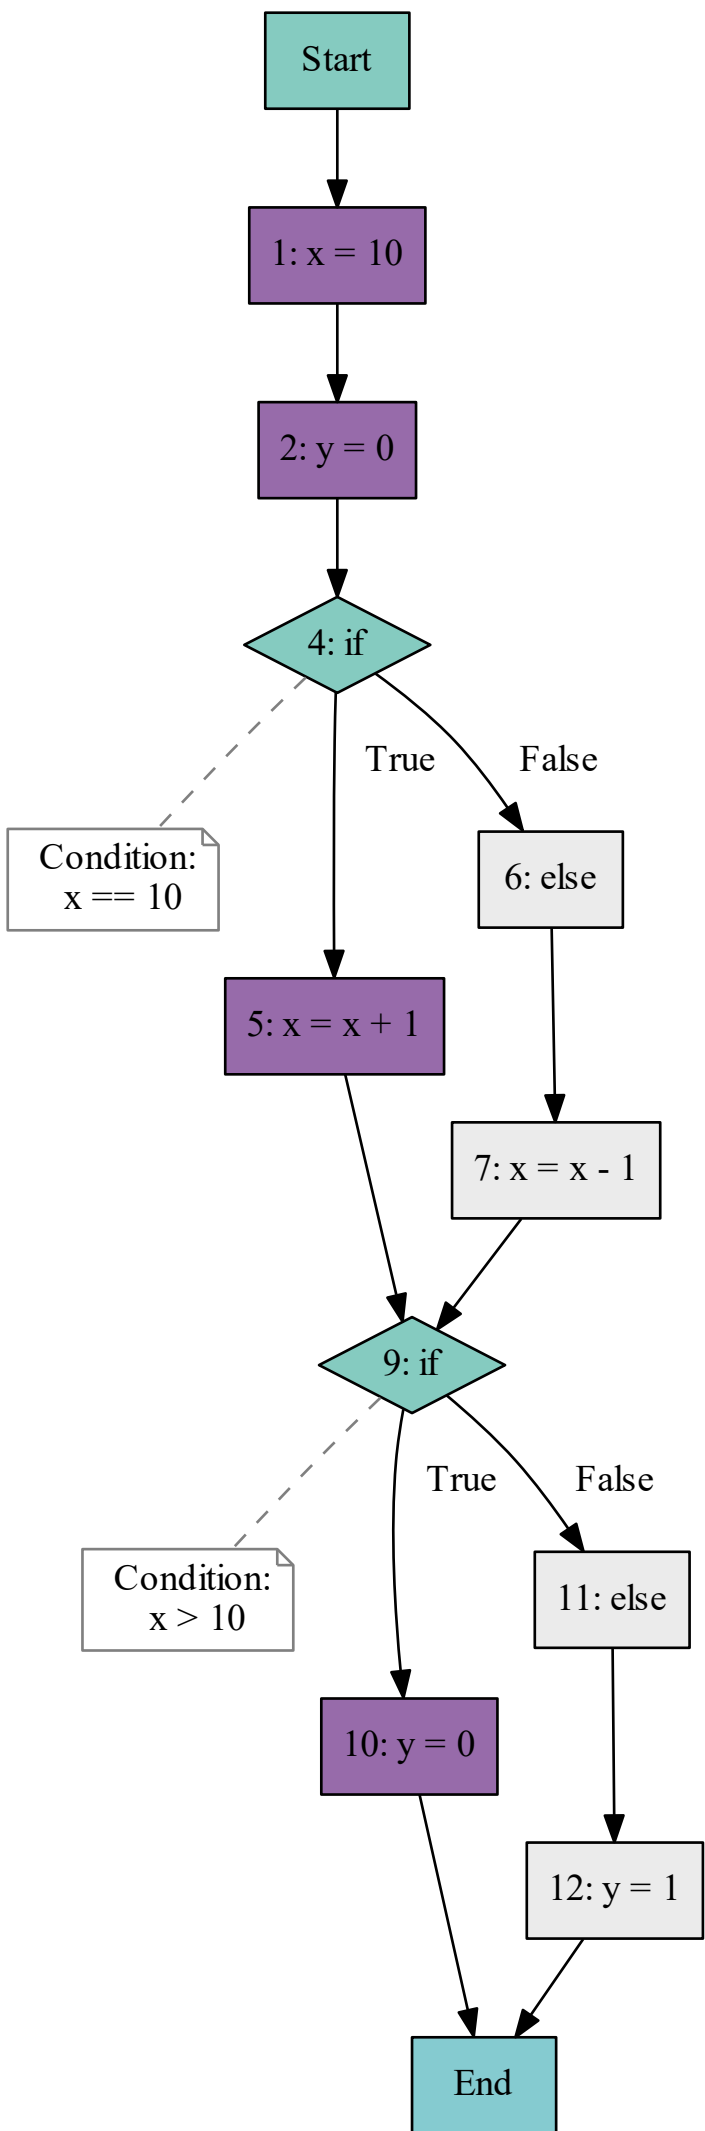 Start
1: x = 10
2: y = 0
4: if
True
False
Condition:
x == 10
6: else
5: x = x + 1
7: x = x - 1
9: if
True
False
Condition:
x > 10
11: else
10: y = 0
12: y = 1
End